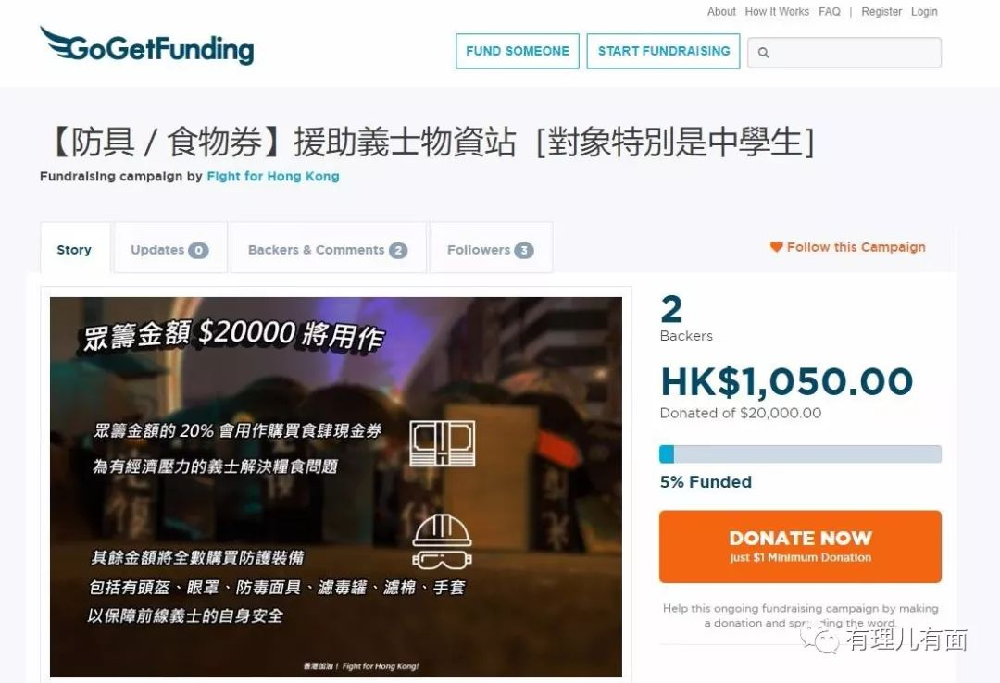 About How It Works FAQ | Register Login
GoGetFunding
FUND SOMEONE
START FUNDRAISING
【防具 / 食物券】援助義士物資站 [對象特別是中學生]
Fundraising campaign by Fight for Hong Kong
Story
Updates 0
Backers & Comments 2
Followers 3
Follow this Campaign
眾籌金額 $20000 將用作
眾籌金額的 20% 會用作購買食肆現金券
為有經濟壓力的義士解決糧食問題
其餘金額將全數購買防護裝備
包括有頭盔、眼罩、防毒面具、濾毒罐、濾棉、手套
以保障前線義士的自身安全
香港加油！ Fight for Hong Kong!
2
Backers
HK$1,050.00
Donated of $20,000.00
5% Funded
DONATE NOW
Just $1 Minimum Donation
Help this ongoing fundraising campaign by making
a donation and the word.
有理儿有面